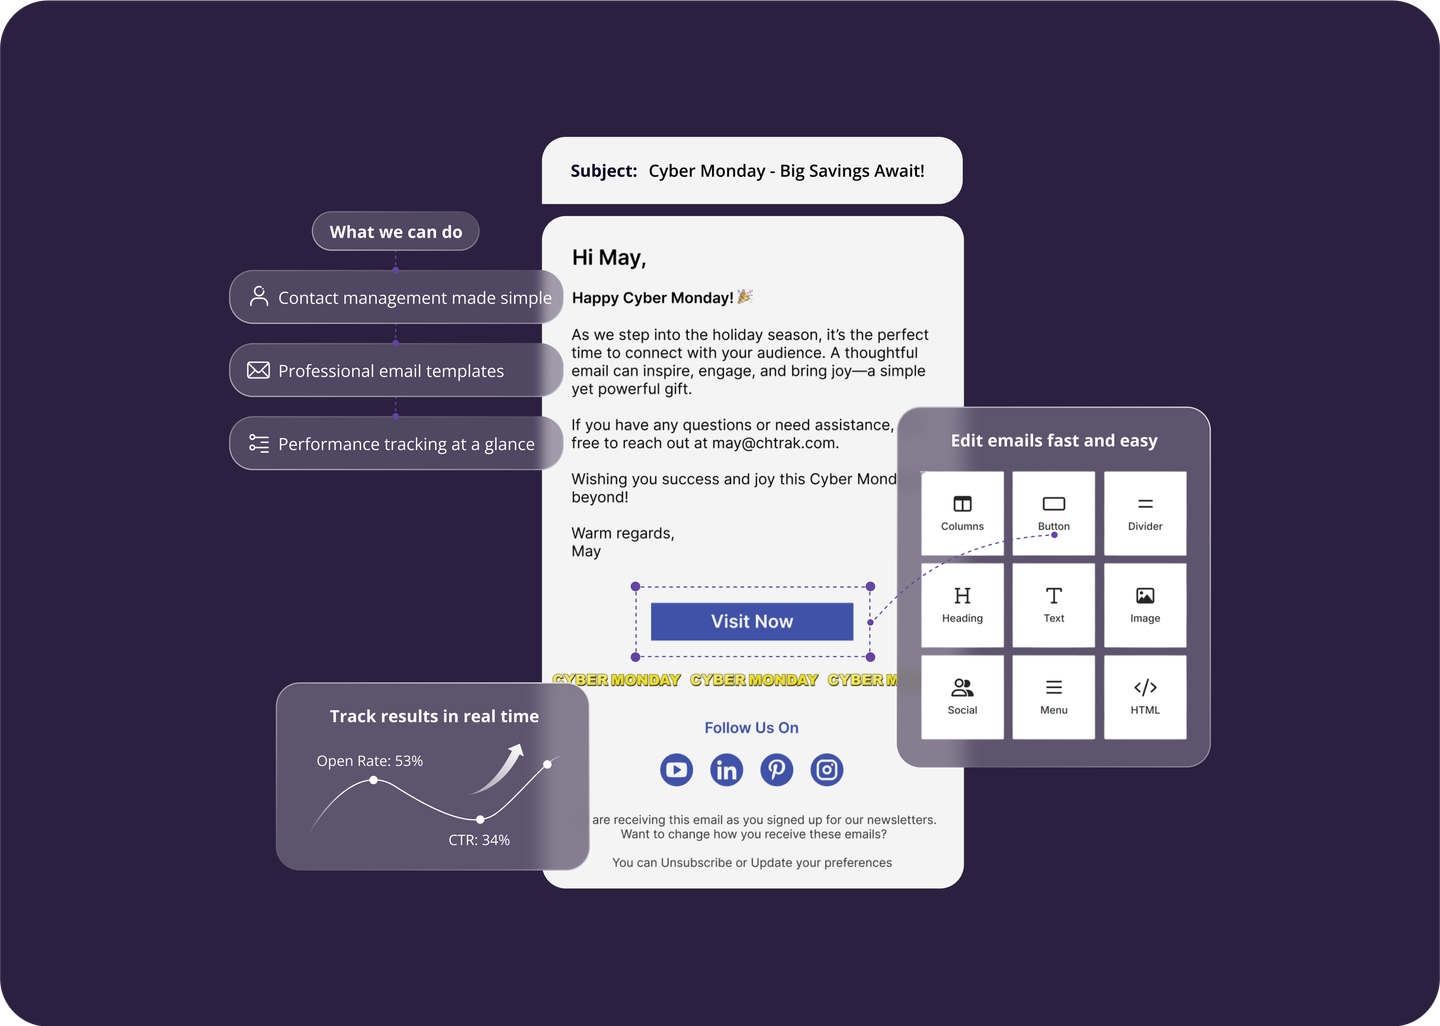 Subject: Cyber Monday - Big Savings Await!
What we can do
Contact management made simple
Professional email templates
Performance tracking at a glance
Hi May,
Happy Cyber Monday!🎉
As we step into the holiday season, it's the perfect
time to connect with your audience. A thoughtful
email can inspire, engage, and bring joy—a simple
yet powerful gift.
If you have any questions or need assistance,
free to reach out at may@chtrak.com.
Wishing you success and joy this Cyber Mond
beyond!
Warm regards,
May
Visit Now
CYBER MONDAY CYBER MONDAY CYBER M
Follow Us On
in
are receiving this email as you signed up for our newsletters.
Want to change how you receive these emails?
You can Unsubscribe or Update your preferences
Edit emails fast and easy
Columns
Button
Divider
Heading
Text
Image
Social
Menu
HTML
Track results in real time
Open Rate: 53%
CTR: 34%